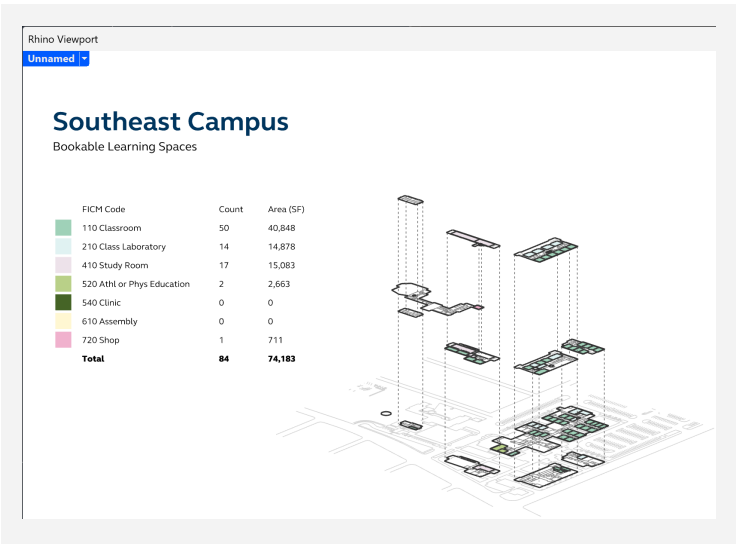 Rhino Viewport
Unnamed
Southeast Campus
Bookable Learning Spaces
FICM Code Count Area (SF)
110 Classroom 50 40,848
210 Class Laboratory 14 14,878
410 Study Room 17 15,083
520 Athl or Phys Education 2 2,663
540 Clinic 0 0
610 Assembly 0 0
720 Shop 1 711
Total 84 74,183